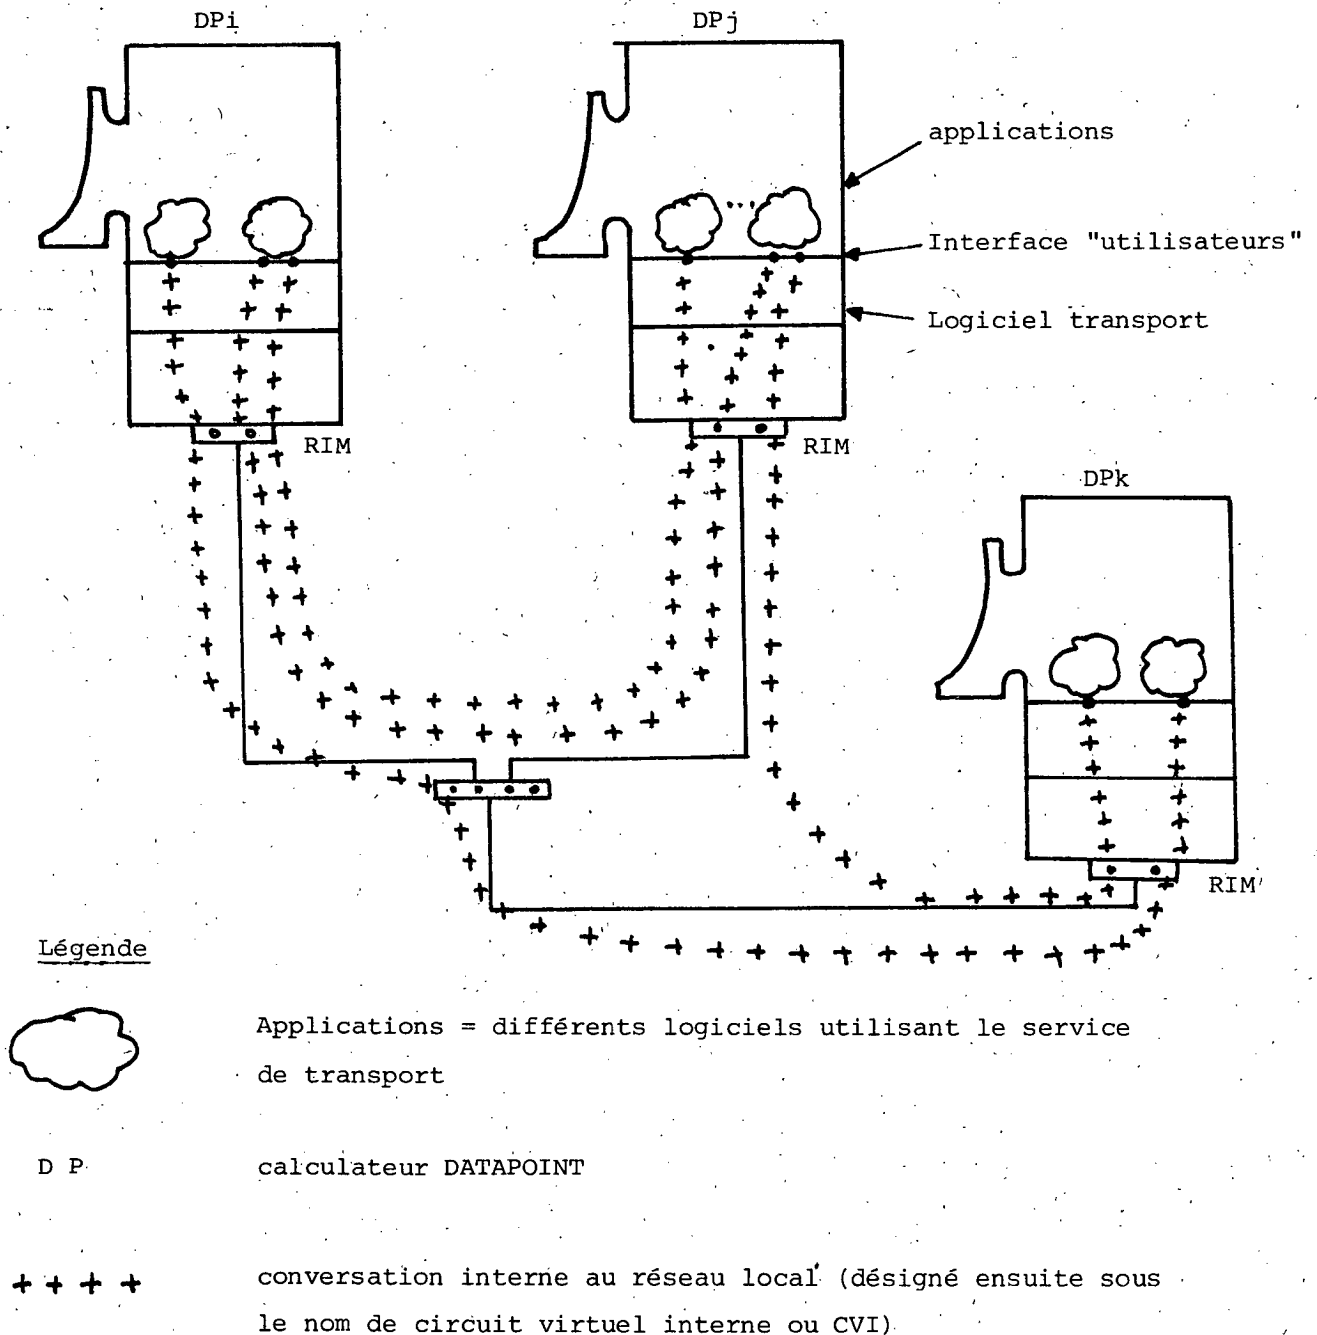 DPi
DPj
applications
Interface "utilisateurs"
Logiciel transport
RIM
RIM
DPk
RIM
Légende
Applications = différents logiciels utilisant le service
de transport
D P
calculateur DATAPOINT
conversation interne au réseau local (désigné ensuite sous
le nom de circuit virtuel interne ou CVI)